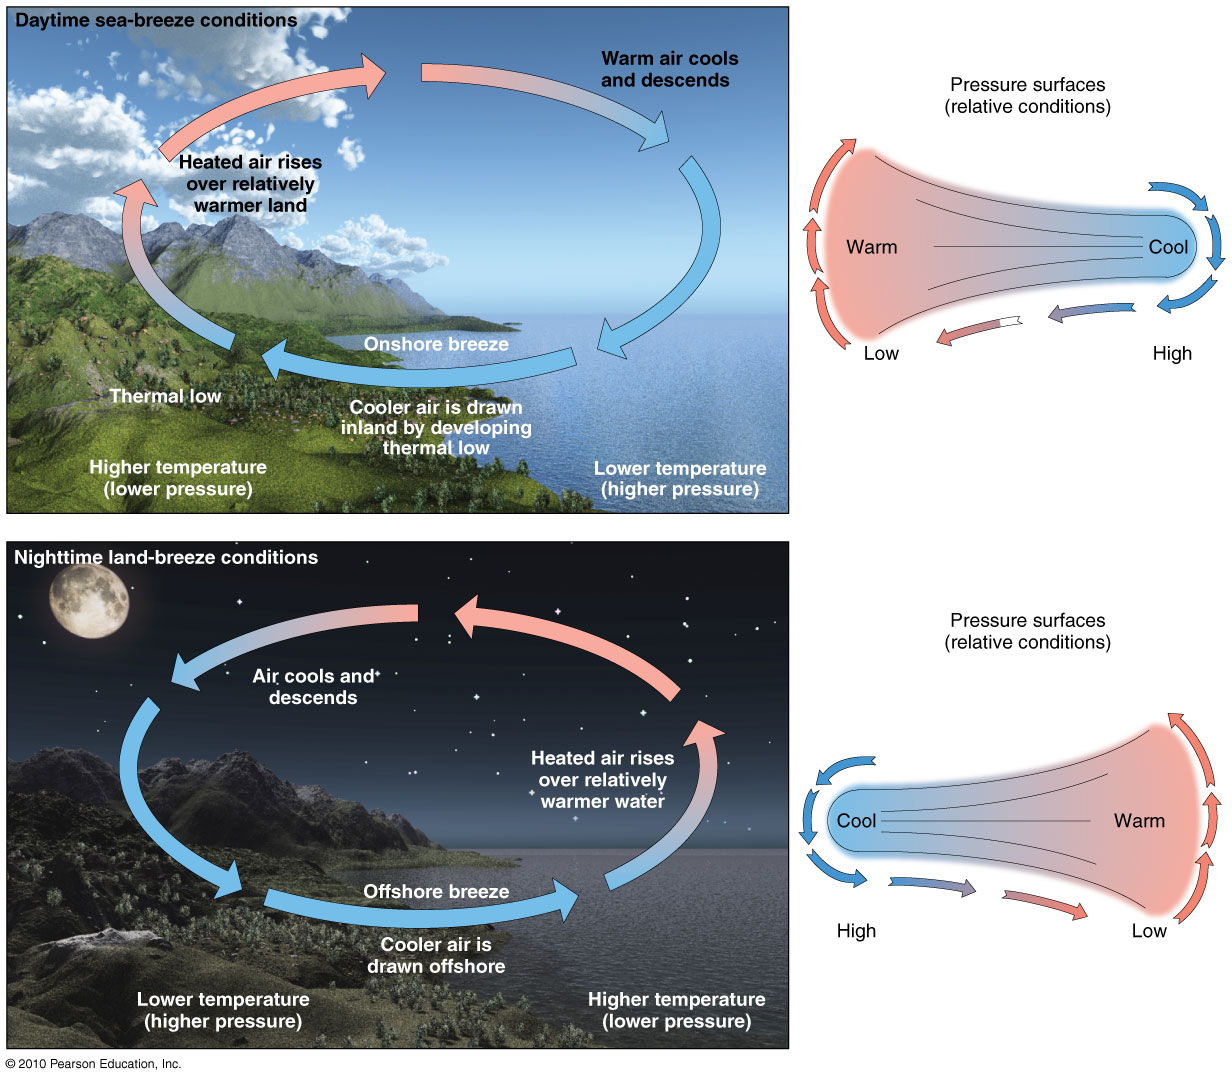 Daytime sea-breeze conditions
Warm air cools
and descends
Heated air rises
over relatively
warmer land
Onshore breeze
Thermal low
Cooler air is drawn
inland by developing
thermal low
Higher temperature
(lower pressure)
Lower temperature
(higher pressure)
Pressure surfaces
(relative conditions)
Warm
Cool
Low
High
Nighttime land-breeze conditions
Air cools and
descends
Heated air rises
over relatively
warmer water
Offshore breeze
Cooler air is
drawn offshore
Lower temperature
(higher pressure)
Higher temperature
(lower pressure)
Pressure surfaces
(relative conditions)
Cool
Warm
High
Low
© 2010 Pearson Education, Inc.